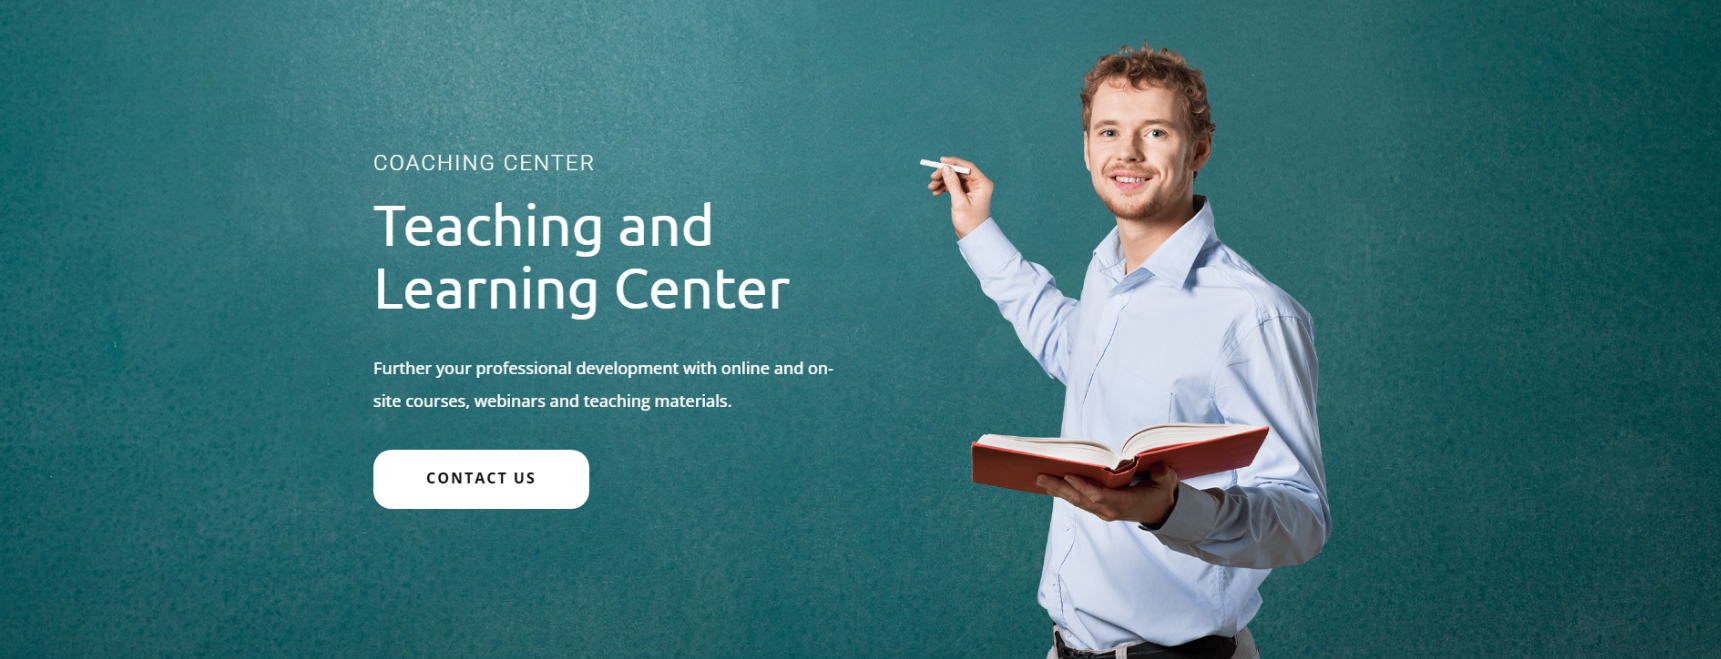 COACHING CENTER
Teaching and
Learning Center
Further your professional development with online and on-
site courses, webinars and teaching materials.
CONTACT US